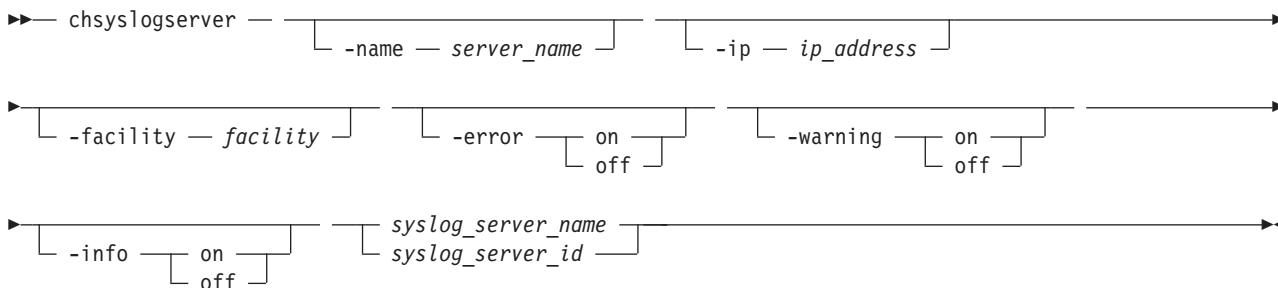 chsyslogserver
-name server_name -ip ip_address
-facility facility -error on -warning on
off off
syslog_server_name
-info on syslog_server_id
off